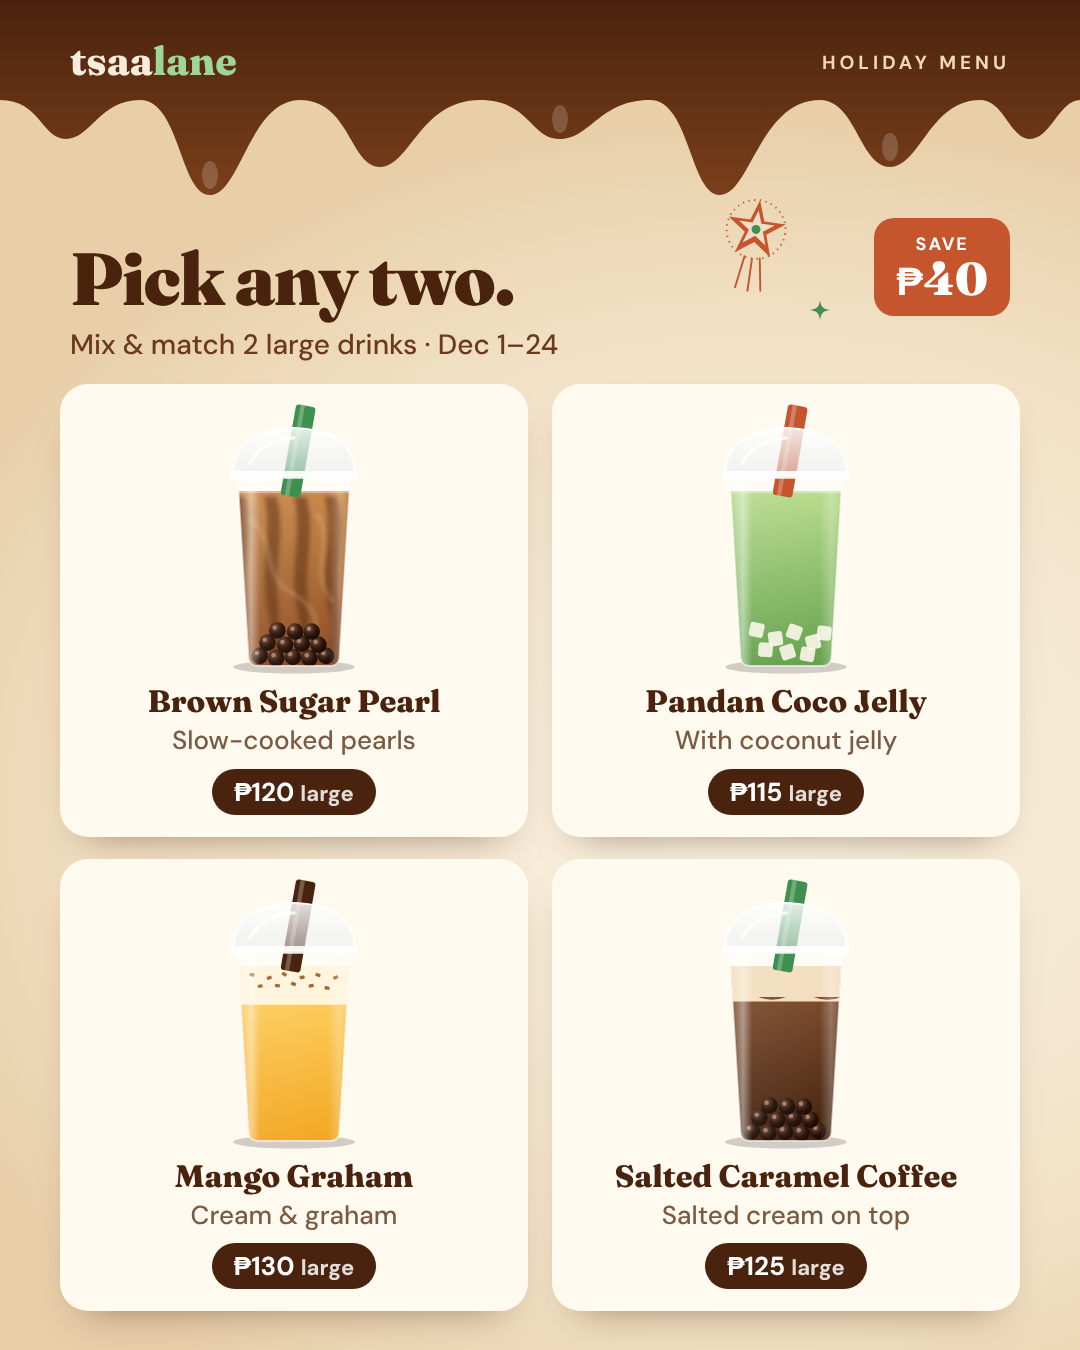 tsaalane
HOLIDAY MENU
SAVE
₱40
Pick any two.
Mix & match 2 large drinks · Dec 1–24
Brown Sugar Pearl
Slow-cooked pearls
₱120 large
Pandan Coco Jelly
With coconut jelly
₱115 large
Mango Graham
Cream & graham
₱130 large
Salted Caramel Coffee
Salted cream on top
₱125 large